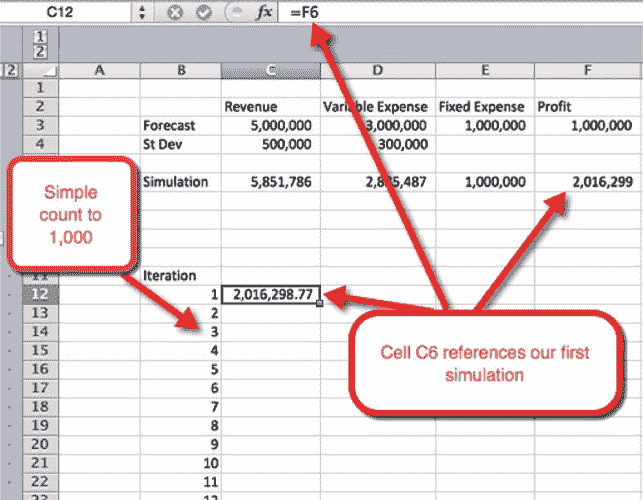 C12 fx =F6
1
2
2 A B C D E F
1
2 Revenue Variable Expense Fixed Expense Profit
3 Forecast 5,000,000 3,000,000 1,000,000 1,000,000
4 St Dev 500,000 300,000
Simulation 5,851,786 1,000,000 2,016,299
Simple
count to
1,000
11 Iteration
12 1 2,016,298.77
13 2
14 3
15 4
16 5
17 6
18 7
19 8
20 9
21 10
22 11
23 12
Cell C6 references our first
simulation